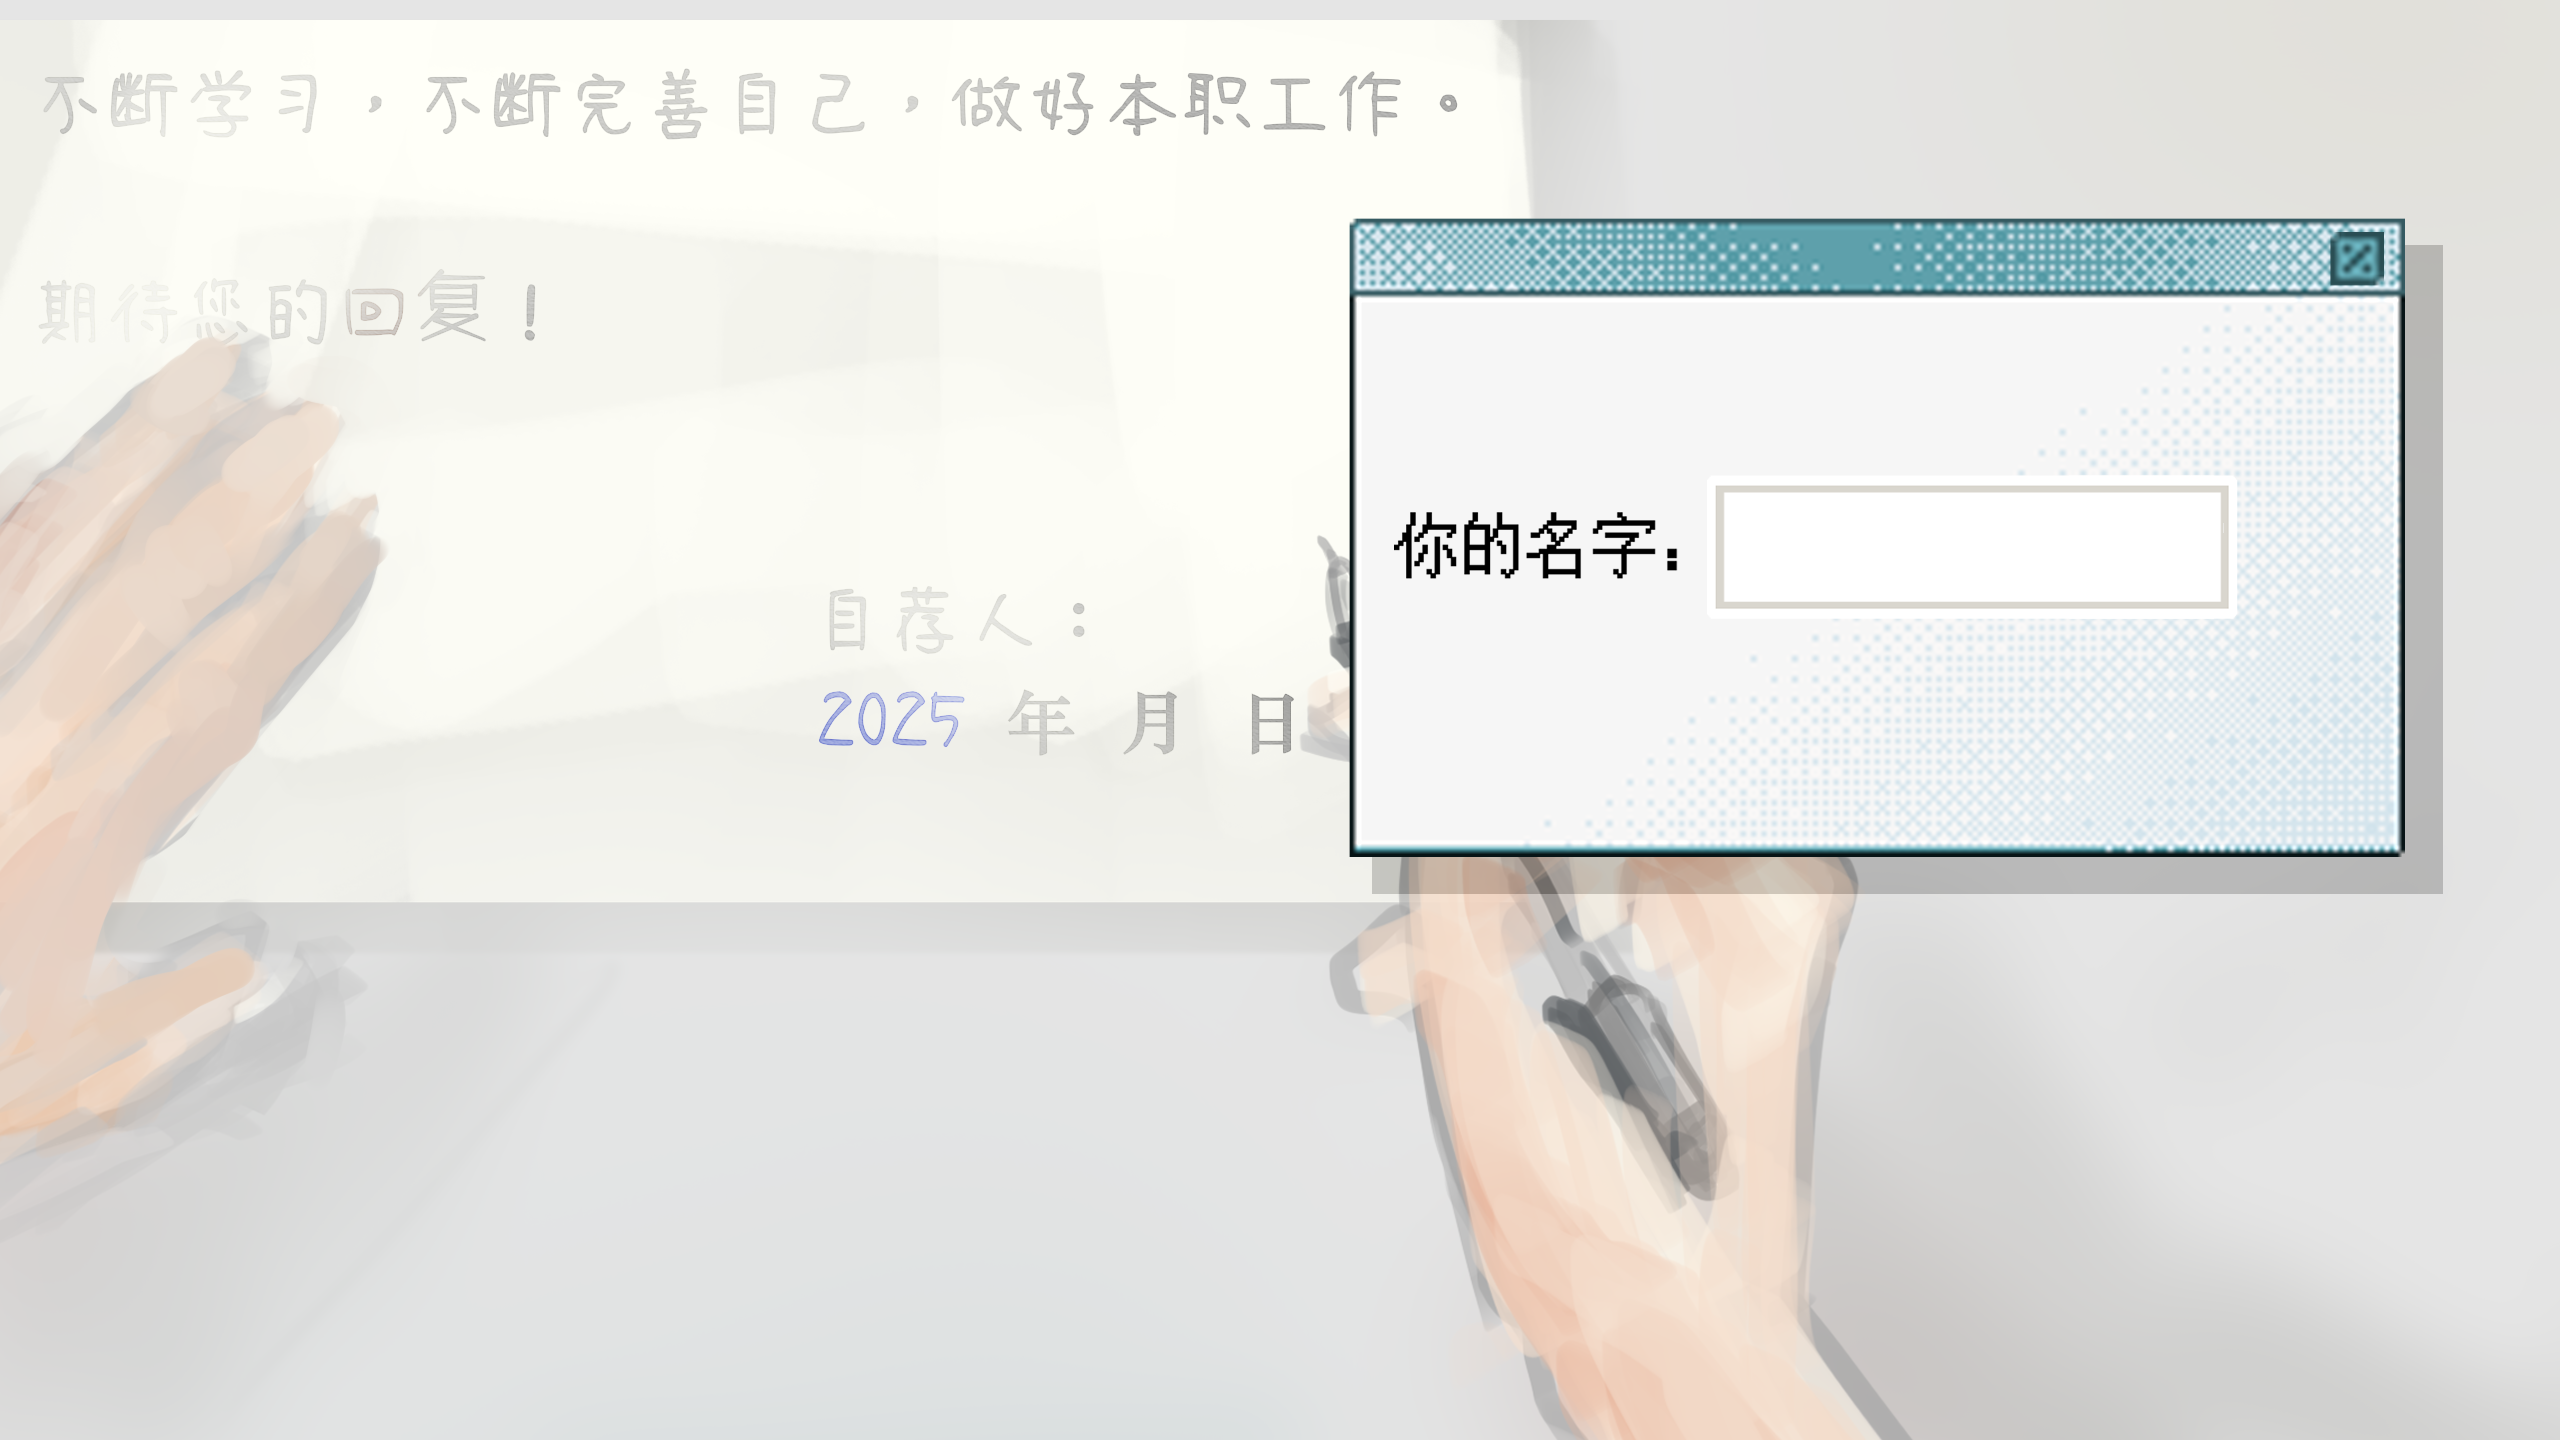 不断学习，不断完善自己，做好本职工作。
期待您的回复！
自荐人：
2025 年 月 日
你的名字：